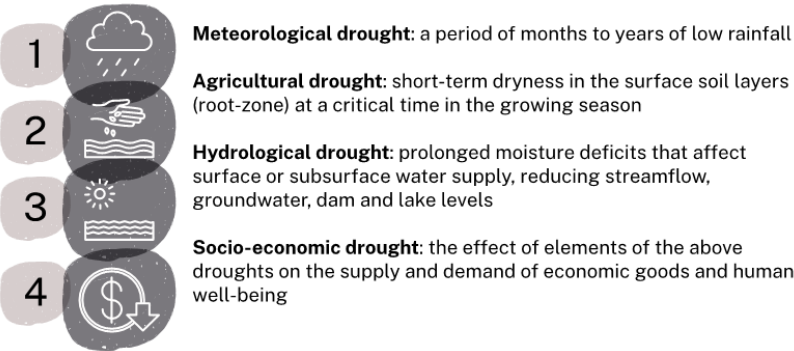 1
Meteorological drought: a period of months to years of low rainfall
2
Agricultural drought: short-term dryness in the surface soil layers
(root-zone) at a critical time in the growing season
3
Hydrological drought: prolonged moisture deficits that affect
surface or subsurface water supply, reducing streamflow,
groundwater, dam and lake levels
4
$
Socio-economic drought: the effect of elements of the above
droughts on the supply and demand of economic goods and human
well-being